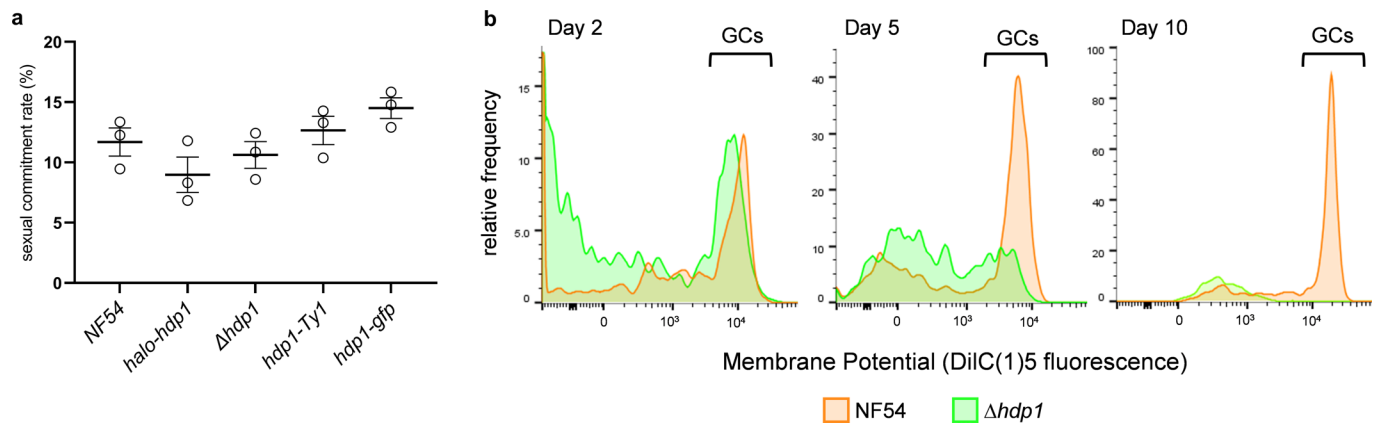 a
sexual commitment rate (%)
20
15
10
5
0
NF54
halo-hdp1
Δhdp1
hdp1-Ty1
hdp1-gfp
b
relative frequency
Day 2
GCs
15
10
5.0
0
0
10³
10⁴
Day 5
GCs
40
30
20
10
0
0
10³
10⁴
Day 10
GCs
100
80
60
40
20
0
0
10³
10⁴
Membrane Potential (DilC(1)5 fluorescence)
NF54
Δhdp1